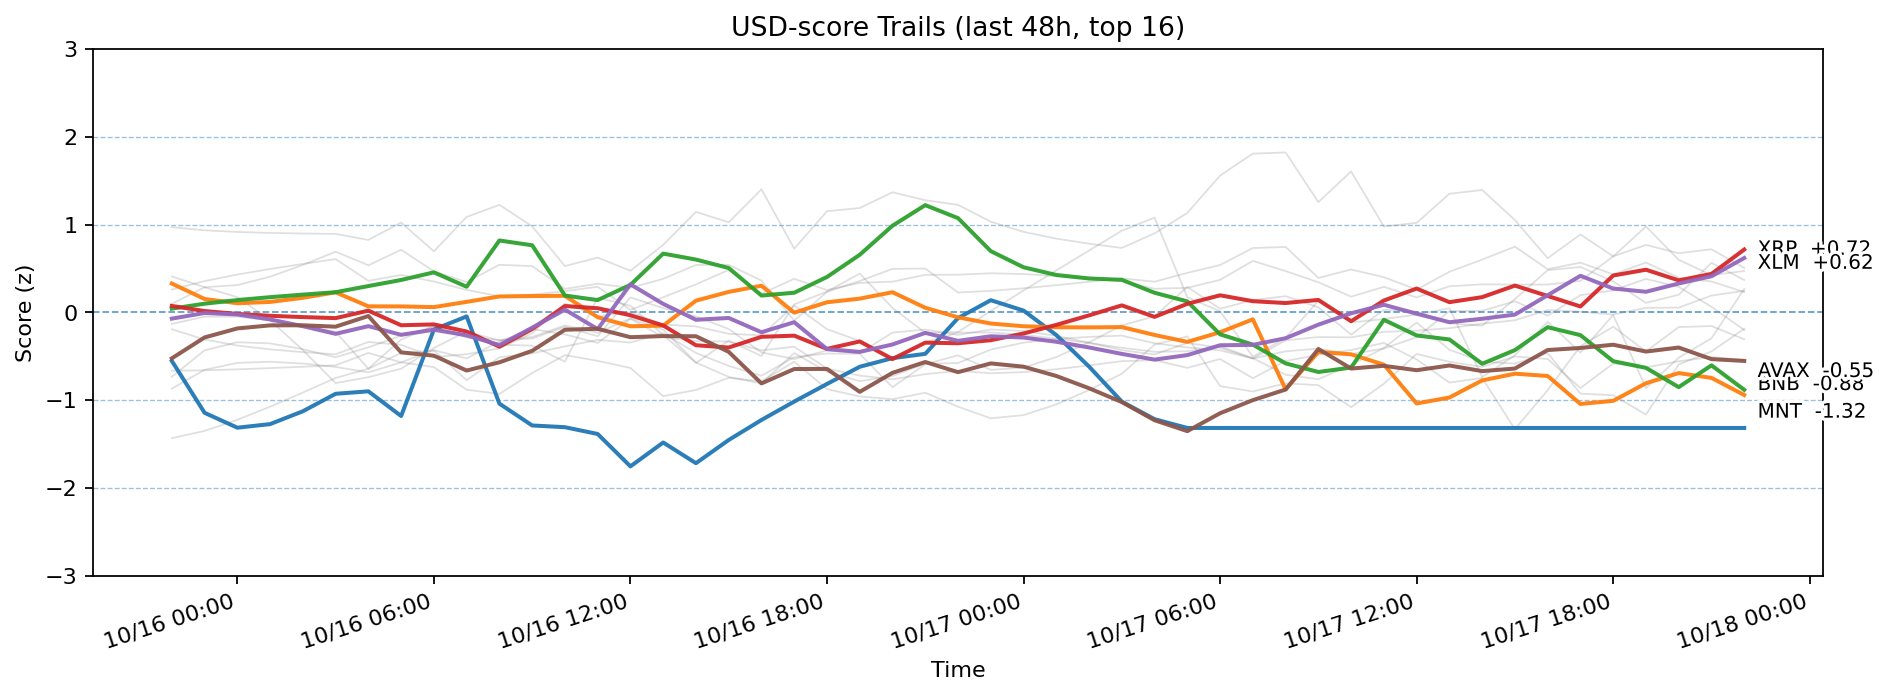 USD-score Trails (last 48h, top 16)
3
2
1
0
−1
−2
−3
Score (z)
XRP +0.72
XLM +0.62
AVAX -0.55
BNB -0.88
MNT -1.32
10/16 00:00
10/16 06:00
10/16 12:00
10/16 18:00
10/17 00:00
10/17 06:00
10/17 12:00
10/17 18:00
10/18 00:00
Time